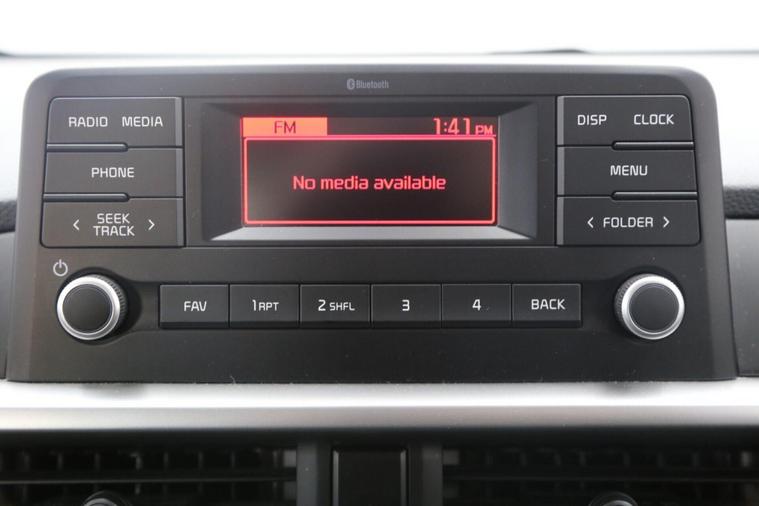 Bluetooth
RADIO MEDIA
FM 1:41 PM
DISP CLOCK
PHONE
No media available
MENU
< SEEK TRACK >
< FOLDER >
FAV
1 RPT
2 SHFL
3
4
BACK